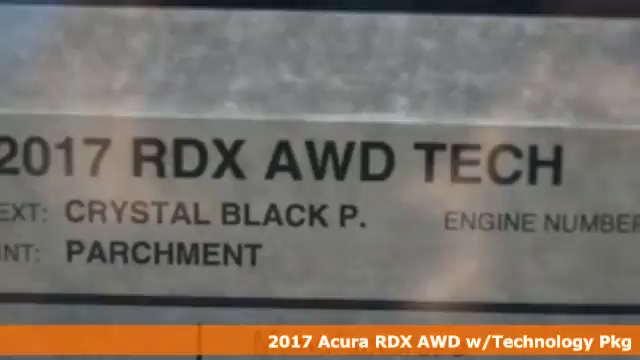 2017 RDX AWD TECH
EXT: CRYSTAL BLACK P. ENGINE NUMBER
INT: PARCHMENT
2017 Acura RDX AWD w/Technology Pkg